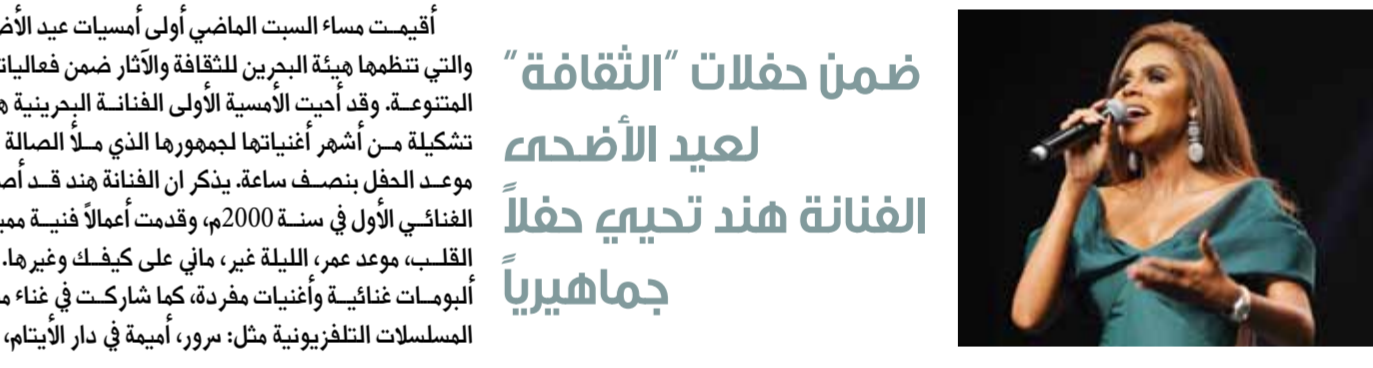 ضمن حفلات "الثقافة"
لعيد الأضحى
الفنانة هند تحيي حفلاً
جماهيرياً
أقيمت مساء السبت الماضي أولى أمسيات عيد
والتي تنظمها هيئة البحرين للثقافة والآثار ضمن
المتنوعة. وقد أحيت الأمسية الأولى الفنانة البحرينية
تشكيلة من أشهر أغنياتها لجمهورها الذي ملأ الصالة
موعد الحفل بنصف ساعة. يذكر ان الفنانة هند قد
الغنائي الأول في سنة 2000م، وقدمت أعمالاً فنية
القلب، موعد عمر، الليلة غير، ماني على كيفك وغيرها.
ألبومات غنائية وأغنيات مفردة، كما شاركت في غناء
المسلسلات التلفزيونية مثل: سرور، أميمة في دار الأيتام،